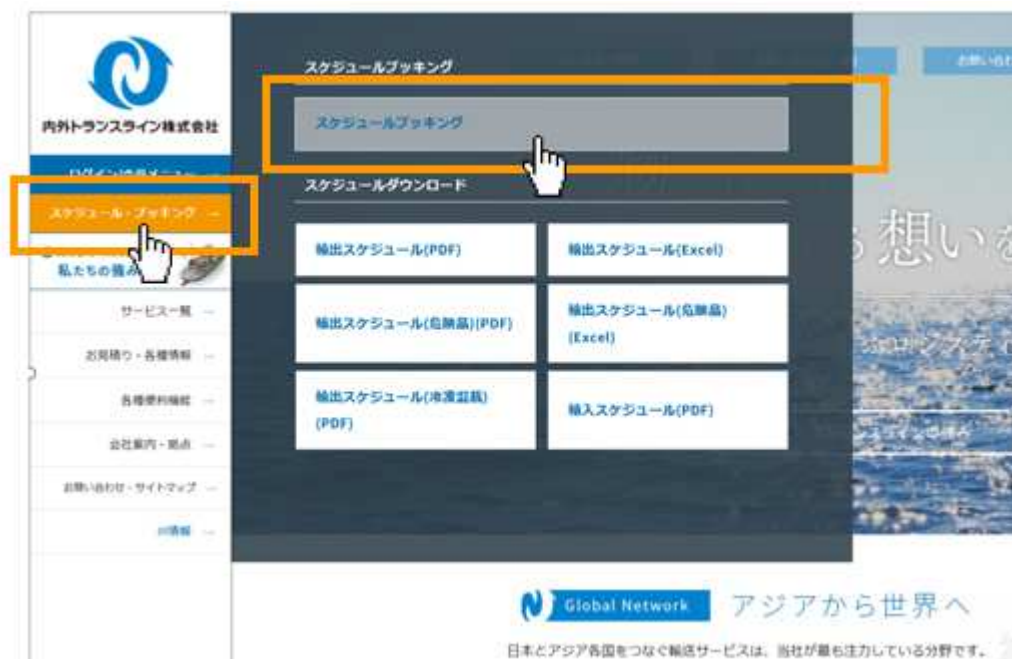 内外トランスライン株式会社
スケジュール・ブッキング
私たちの強み
サービス一覧
お見積り・各種情報
各種便利機能
会社案内・拠点
お問い合わせ・サイトマップ
IR情報
スケジュールブッキング
スケジュールブッキング
スケジュールダウンロード
輸出スケジュール(PDF)
輸出スケジュール(Excel)
輸出スケジュール(危険品)(PDF)
輸出スケジュール(危険品)
(Excel)
輸出スケジュール(冷凍混載)
(PDF)
輸入スケジュール(PDF)
お問い合わ
想いを
Global Network
アジアから世界へ
日本とアジア各国をつなぐ輸送サービスは、当社が最も注力している分野です。